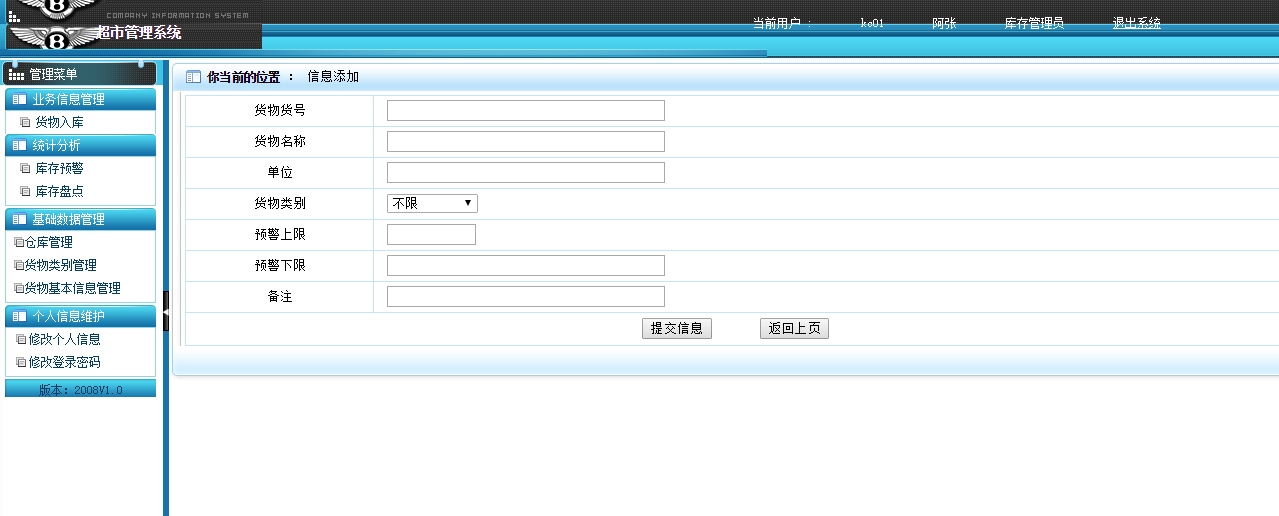 COMPANY INFORMATION SYSTEM
超市管理系统
当前用户 : kc01 阿张 库存管理员 退出系统
管理菜单
业务信息管理
货物入库
统计分析
库存预警
库存盘点
基础数据管理
仓库管理
货物类别管理
货物基本信息管理
个人信息维护
修改个人信息
修改登录密码
版本: 2008V1.0
你当前的位置 : 信息添加
货物货号
货物名称
单位
货物类别 不限
预警上限
预警下限
备注
提交信息 返回上页